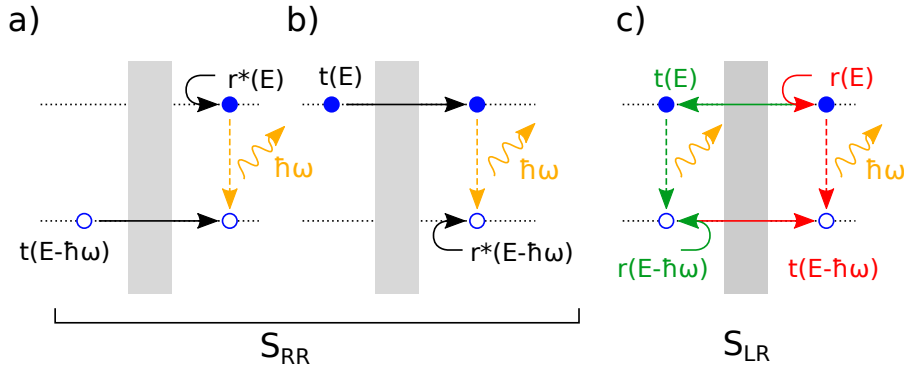 a)
b)
c)
r*(E)
t(E)
t(E)
r(E)
ħω
ħω
ħω
t(E-ħω)
r*(E-ħω)
r(E-ħω)
t(E-ħω)
S_RR
S_LR